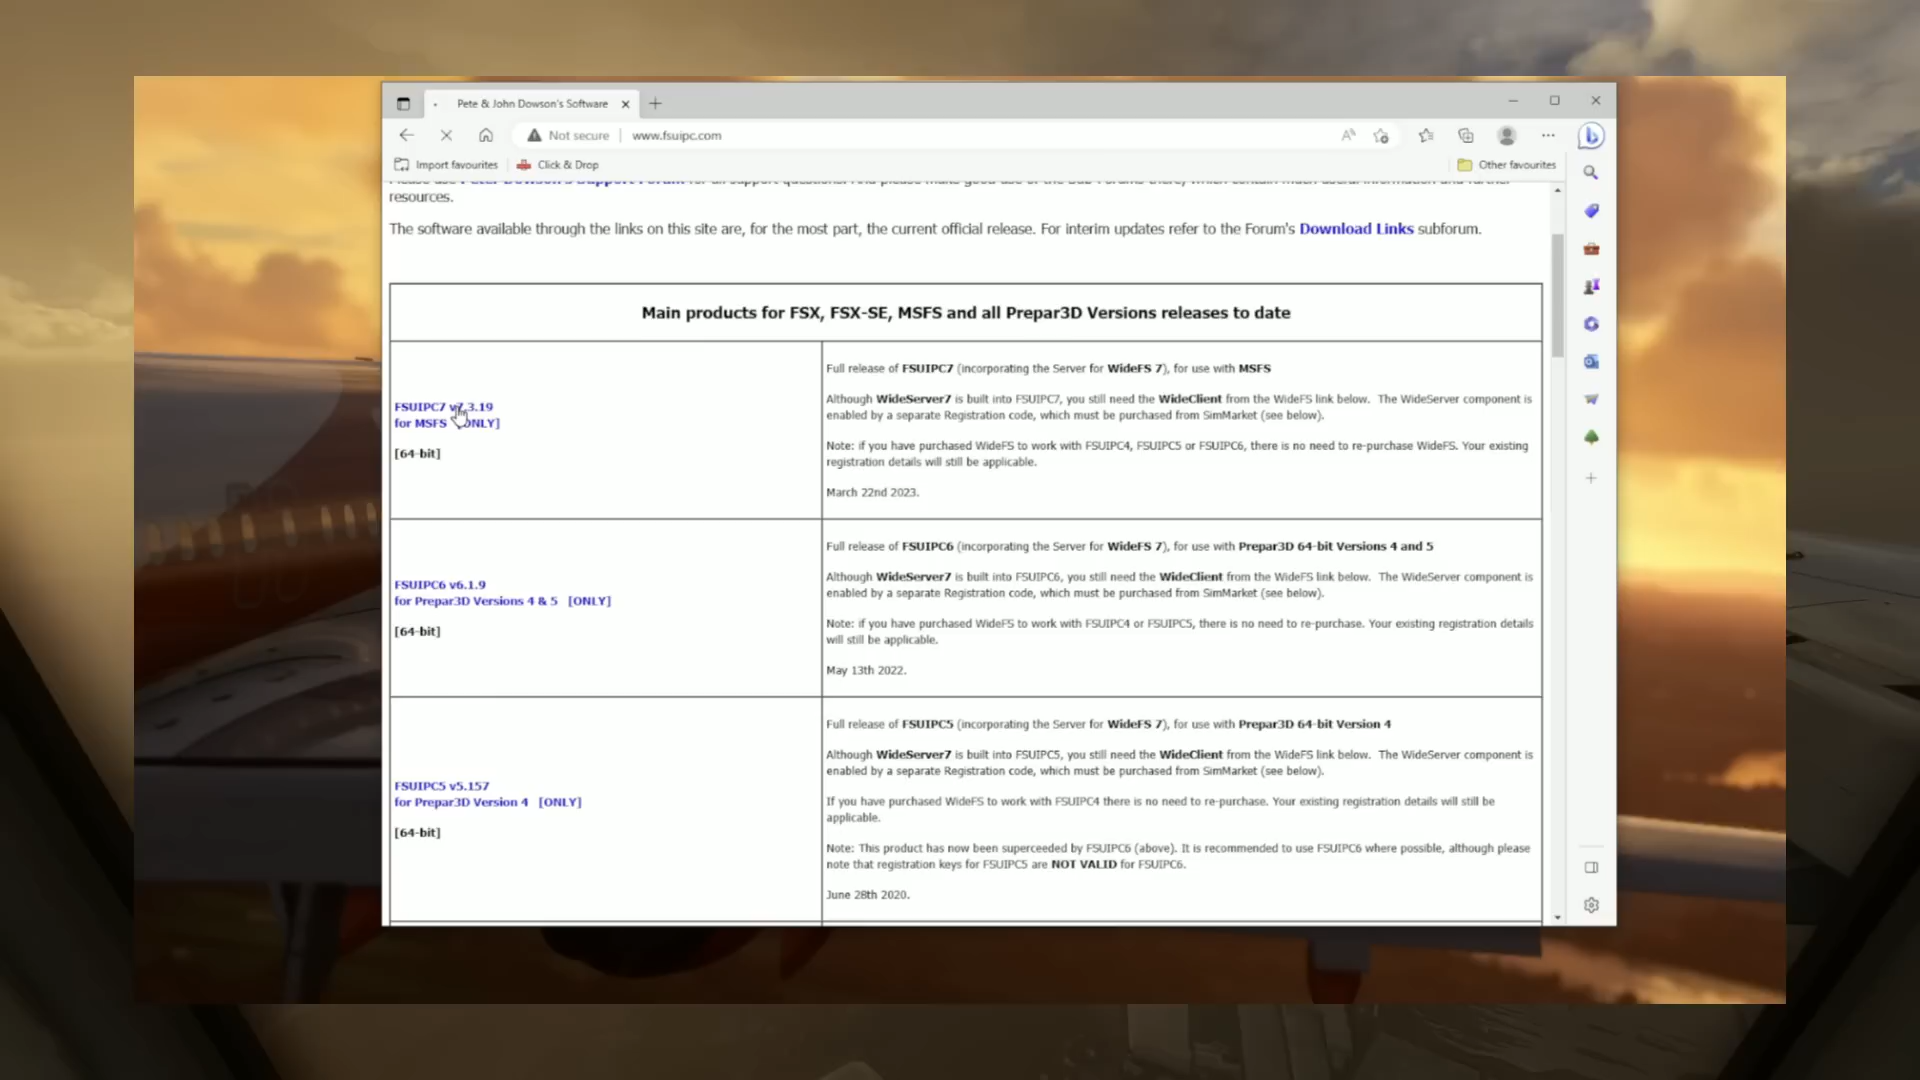 Pete & John Dowson's Software
Not secure
www.fsuipc.com
Import favourites
Click & Drop
Other favourites
resources.
The software available through the links on this site are, for the most part, the current official release. For interim updates refer to the Forum's Download Links subforum.
Main products for FSX, FSX-SE, MSFS and all Prepar3D Versions releases to date
FSUIPC7 v7.3.19
for MSFS [ONLY]
[64-bit]
Full release of FSUIPC7 (incorporating the Server for WideFS 7), for use with MSFS
Although WideServer7 is built into FSUIPC7, you still need the WideClient from the WideFS link below. The WideServer component is
enabled by a separate Registration code, which must be purchased from SimMarket (see below).
Note: if you have purchased WideFS to work with FSUIPC4, FSUIPC5 or FSUIPC6, there is no need to re-purchase WideFS. Your existing
registration details will still be applicable.
March 22nd 2023.
FSUIPC6 v6.1.9
for Prepar3D Versions 4 & 5 [ONLY]
[64-bit]
Full release of FSUIPC6 (incorporating the Server for WideFS 7), for use with Prepar3D 64-bit Versions 4 and 5
Although WideServer7 is built into FSUIPC6, you still need the WideClient from the WideFS link below. The WideServer component is
enabled by a separate Registration code, which must be purchased from SimMarket (see below).
Note: if you have purchased WideFS to work with FSUIPC4 or FSUIPC5, there is no need to re-purchase. Your existing registration details
will still be applicable.
May 13th 2022.
FSUIPC5 v5.157
for Prepar3D Version 4 [ONLY]
[64-bit]
Full release of FSUIPC5 (incorporating the Server for WideFS 7), for use with Prepar3D 64-bit Version 4
Although WideServer7 is built into FSUIPC5, you still need the WideClient from the WideFS link below. The WideServer component is
enabled by a separate Registration code, which must be purchased from SimMarket (see below).
If you have purchased WideFS to work with FSUIPC4 there is no need to re-purchase. Your existing registration details will still be
applicable.
Note: This product has now been superceeded by FSUIPC6 (above). It is recommended to use FSUIPC6 where possible, although please
note that registration keys for FSUIPC5 are NOT VALID for FSUIPC6.
June 28th 2020.